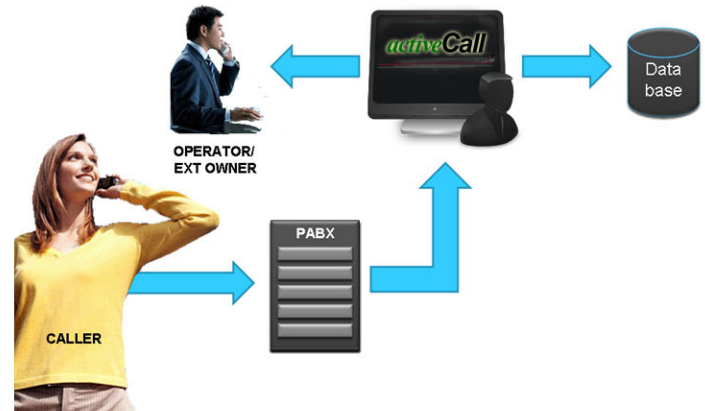 activeCall
Data
base
OPERATOR/
EXT OWNER
PABX
CALLER